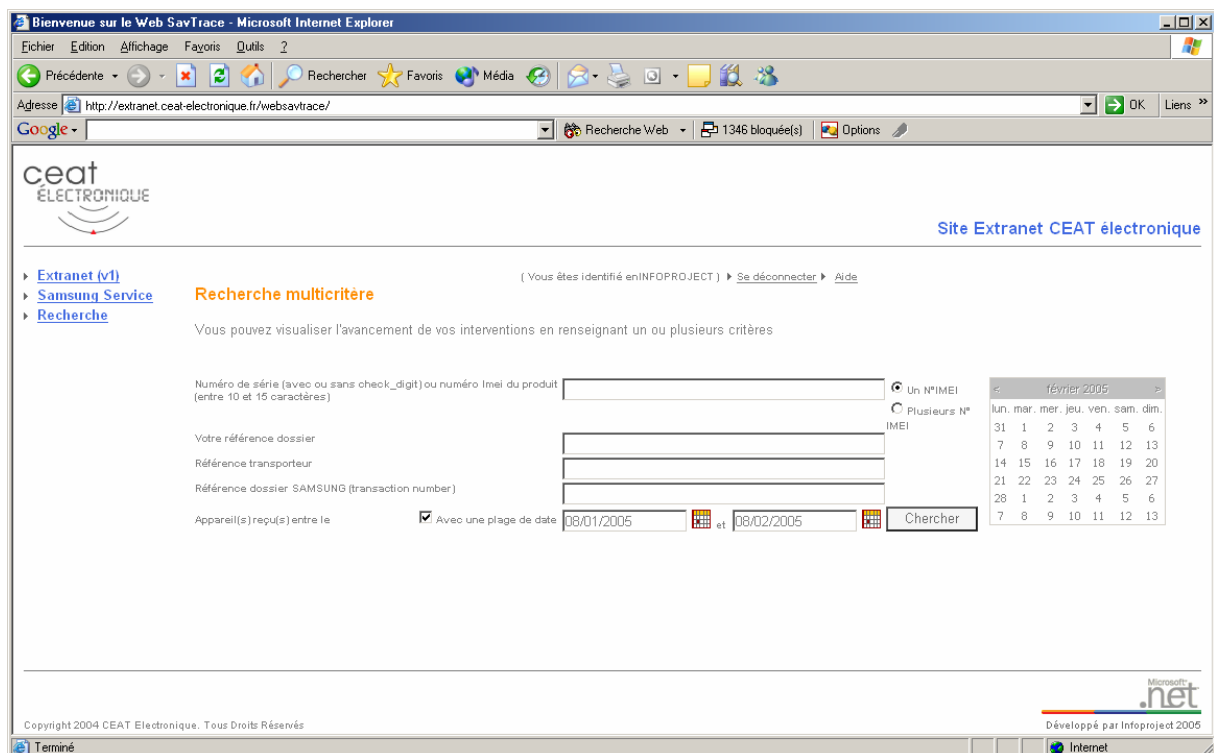 Bienvenue sur le Web SavTrace - Microsoft Internet Explorer
Eichier Edition Affichage Favoris Outils ?
Précédente Rechercher Favoris Média
Adresse http://extranet.ceat-electronique.fr/websavtrace/ OK Liens »
Google Recherche Web 1346 bloquée(s) Options
ceat
ÉLECTRONIQUE
Site Extranet CEAT électronique
Extranet (v1)
( Vous êtes identifié enINFOPROJECT ) Se déconnecter Aide
Samsung Service
Recherche
Recherche multicritère
Vous pouvez visualiser l'avancement de vos interventions en renseignant un ou plusieurs critères
Numéro de série (avec ou sans check_digit) ou numéro Imei du produit
(entre 10 et 15 caractères)
Un N°IMEI
Plusieurs N°
IMEI
Votre référence dossier
Référence transporteur
Référence dossier SAMSUNG (transaction number)
Appareil(s) reçu(s) entre le Avec une plage de date 08/01/2005 et 08/02/2005 Chercher
< février 2005 >
lun. mar. mer. jeu. ven. sam. dim.
31 1 2 3 4 5 6
7 8 9 10 11 12 13
14 15 16 17 18 19 20
21 22 23 24 25 26 27
28 1 2 3 4 5 6
7 8 9 10 11 12 13
Microsoft
.net
Copyright 2004 CEAT Electronique. Tous Droits Réservés
Développé par Infoproject 2005
Terminé Internet